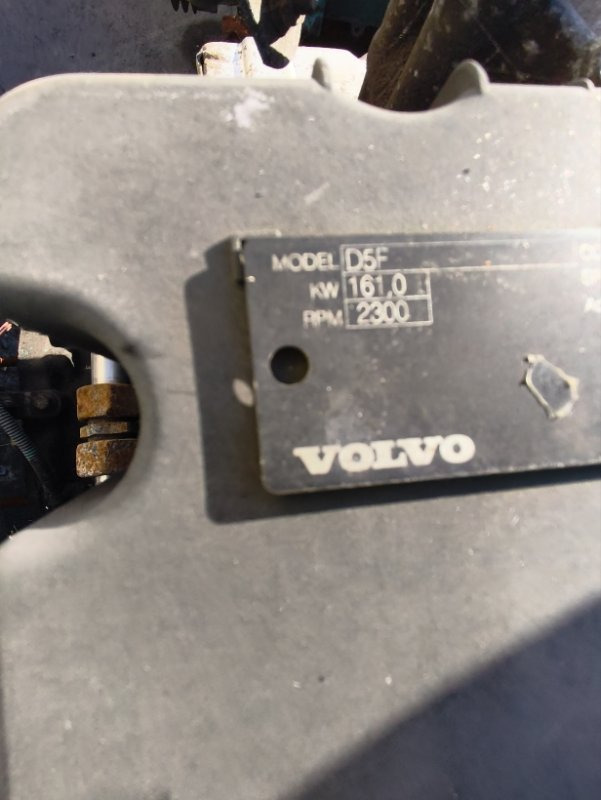 MODEL D5F
KW 161.0
RPM 2300
VOLVO